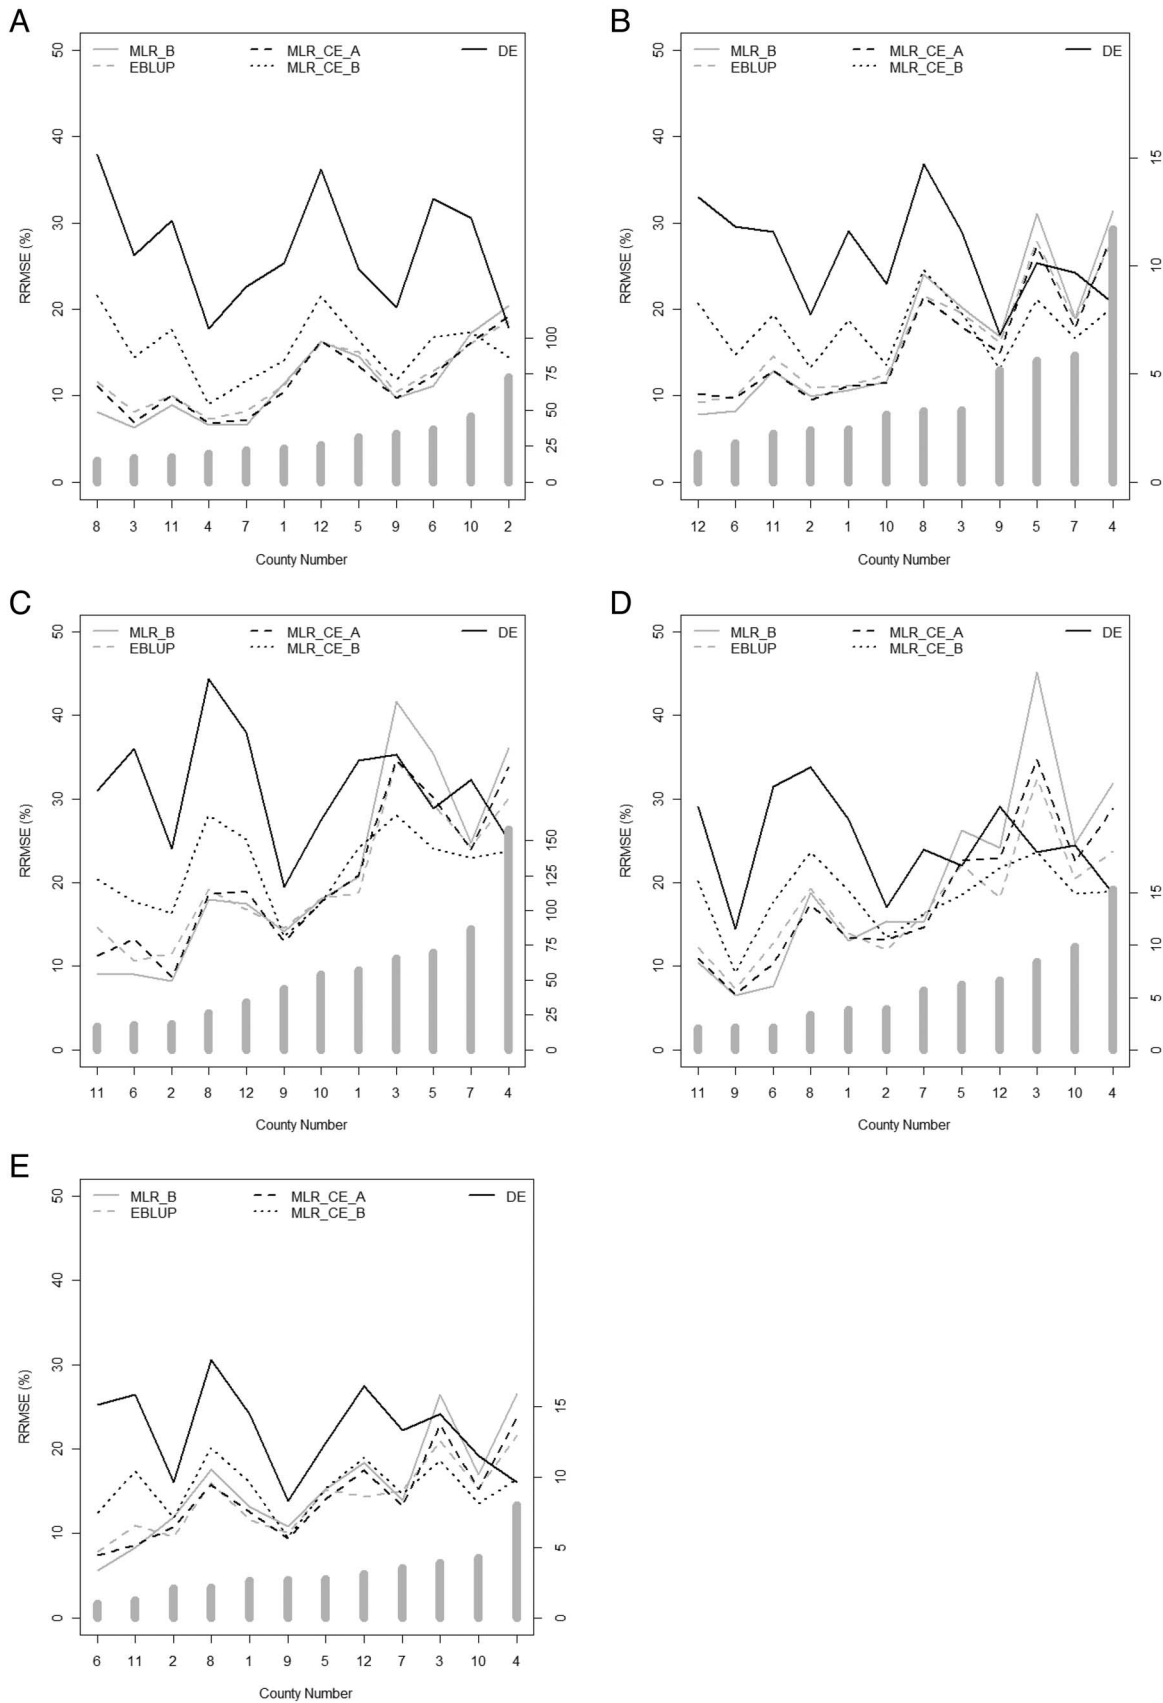 A
MLR_B MLR_CE_A DE
EBLUP MLR_CE_B
50
40
30
20
10
0
RRMSE (%)
100
75
50
25
0
8 3 11 4 7 1 12 5 9 6 10 2
County Number
B
MLR_B MLR_CE_A DE
EBLUP MLR_CE_B
50
40
30
20
10
0
RRMSE (%)
15
10
5
0
12 6 11 2 1 10 8 3 9 5 7 4
County Number
C
MLR_B MLR_CE_A DE
EBLUP MLR_CE_B
50
40
30
20
10
0
RRMSE (%)
150
125
100
75
50
25
0
11 6 2 8 12 9 10 1 3 5 7 4
County Number
D
MLR_B MLR_CE_A DE
EBLUP MLR_CE_B
50
40
30
20
10
0
RRMSE (%)
15
10
5
0
11 9 6 8 1 2 7 5 12 3 10 4
County Number
E
MLR_B MLR_CE_A DE
EBLUP MLR_CE_B
50
40
30
20
10
0
RRMSE (%)
15
10
5
0
6 11 2 8 1 9 5 12 7 3 10 4
County Number